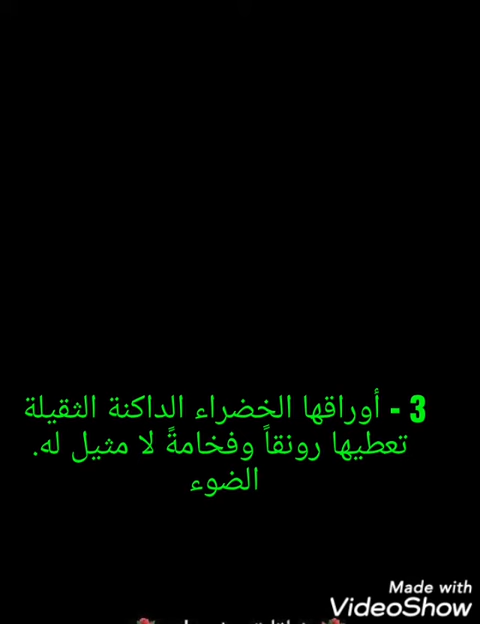 3 - أوراقها الخضراء الداكنة الثقيلة
تعطيها رونقاً وفخامةً لا مثيل له.
الضوء
Made with
VideoShow